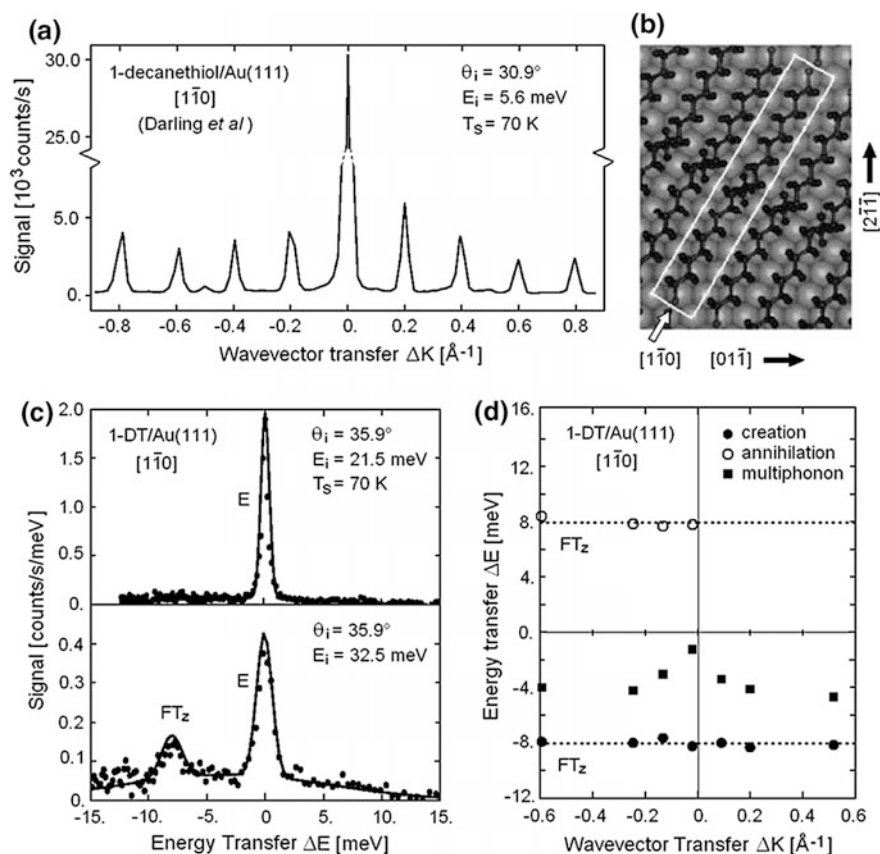 (a)
30.0
25.0
5.0
0.
Signal [10³counts/s]
1-decanethiol/Au(111)
[11̅0]
(Darling et al)
θi = 30.9°
Ei = 5.6 meV
TS = 70 K
-0.8 -0.6 -0.4 -0.2 0. 0.2 0.4 0.6 0.8
Wavevector transfer ΔK [Å-1]
(b)
[21̅1̅]
[11̅0] [011̅]
(c)
2.0
1.5
1.0
0.5
0.
0.4
0.3
0.2
0.1
0.
Signal [counts/s/meV]
1-DT/Au(111)
[11̅0]
θi = 35.9°
Ei = 21.5 meV
TS = 70 K
E
θi = 35.9°
Ei = 32.5 meV
E
FTz
-15. -10. -5. 0 5. 10. 15.
Energy Transfer ΔE [meV]
(d)
16.
12.
8.
4.
0.
-4.
-8.
-12.
Energy transfer ΔE [meV]
1-DT/Au(111)
[11̅0]
creation
annihilation
multiphonon
FTz
FTz
-0.6 -0.4 -0.2 0. 0.2 0.4 0.6
Wavevector Transfer ΔK [Å-1]